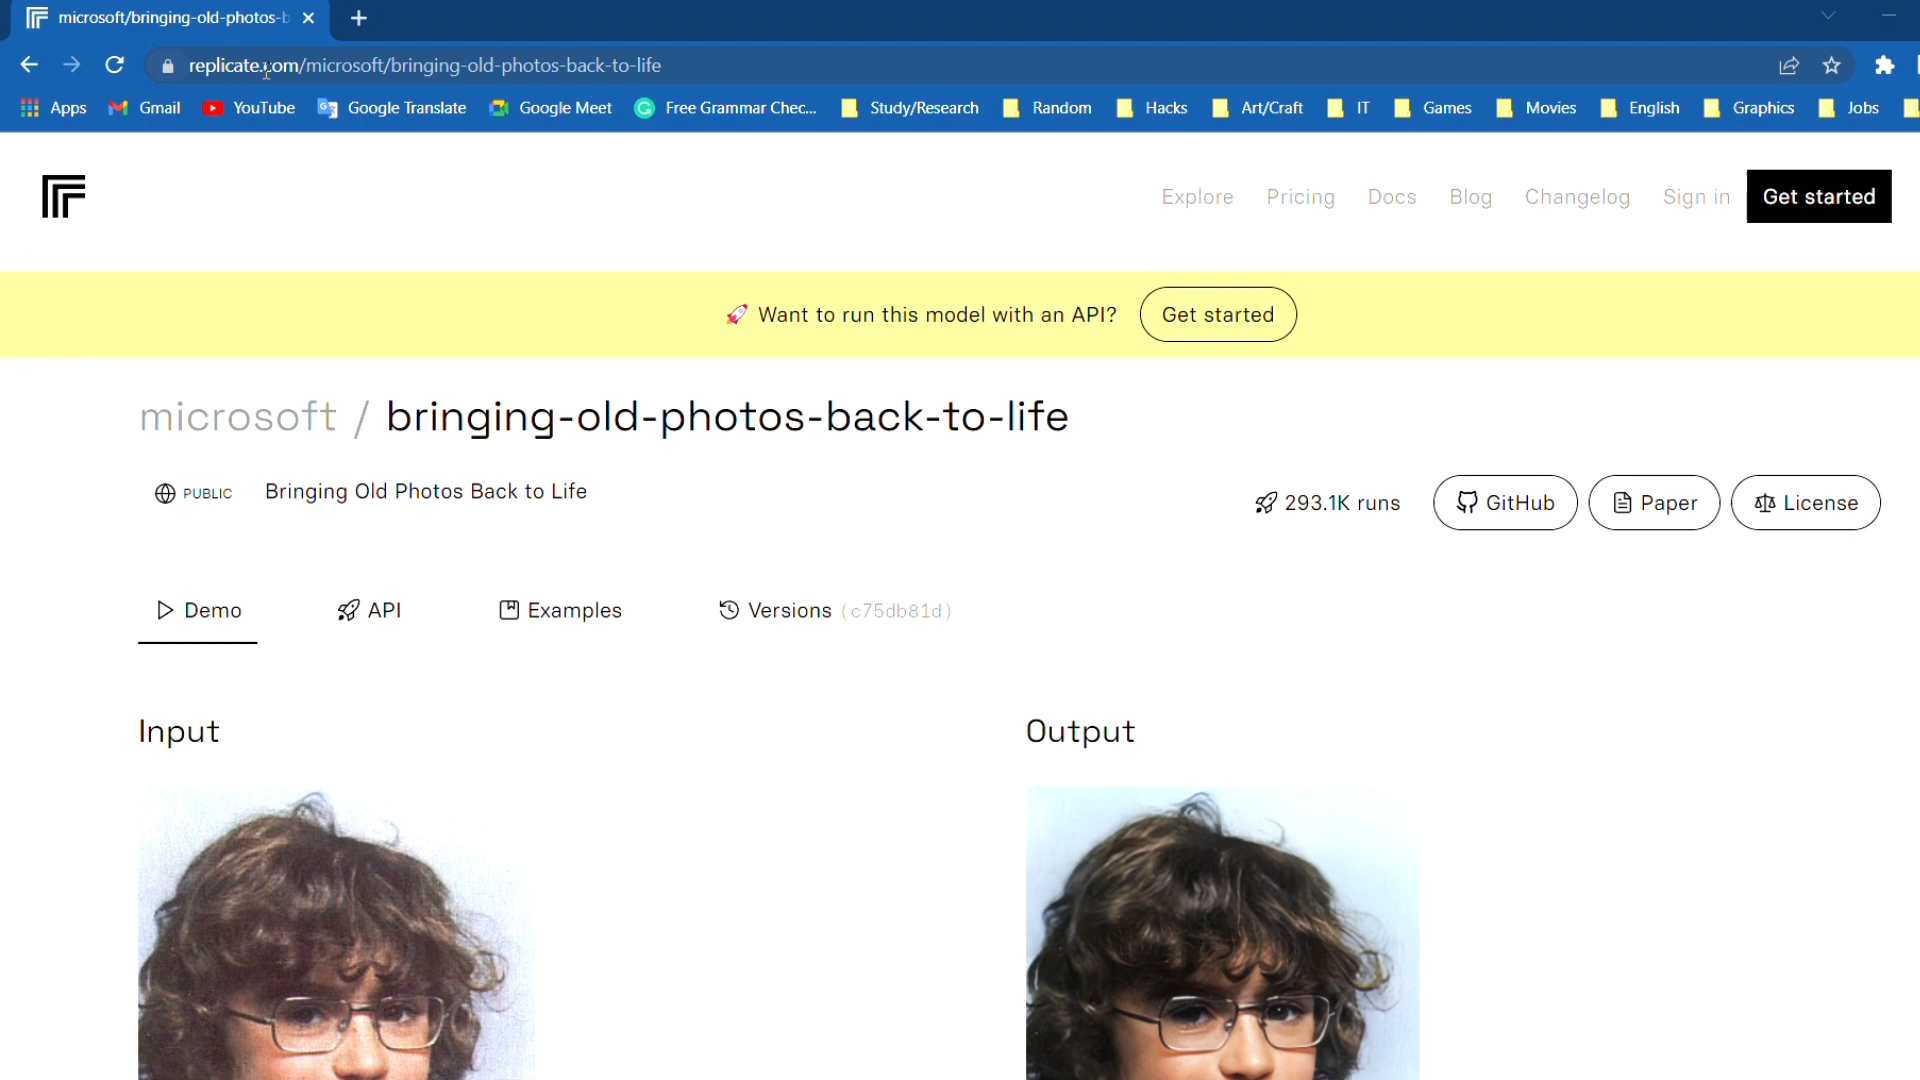 microsoft/bringing-old-photos-b
replicate.com/microsoft/bringing-old-photos-back-to-life
Apps Gmail YouTube Google Translate Google Meet Free Grammar Chec... Study/Research Random Hacks Art/Craft IT Games Movies English Graphics Jobs
Explore Pricing Docs Blog Changelog Sign in Get started
🚀 Want to run this model with an API? Get started
microsoft / bringing-old-photos-back-to-life
PUBLIC Bringing Old Photos Back to Life
293.1K runs GitHub Paper License
Demo API Examples Versions (c75db81d)
Input Output